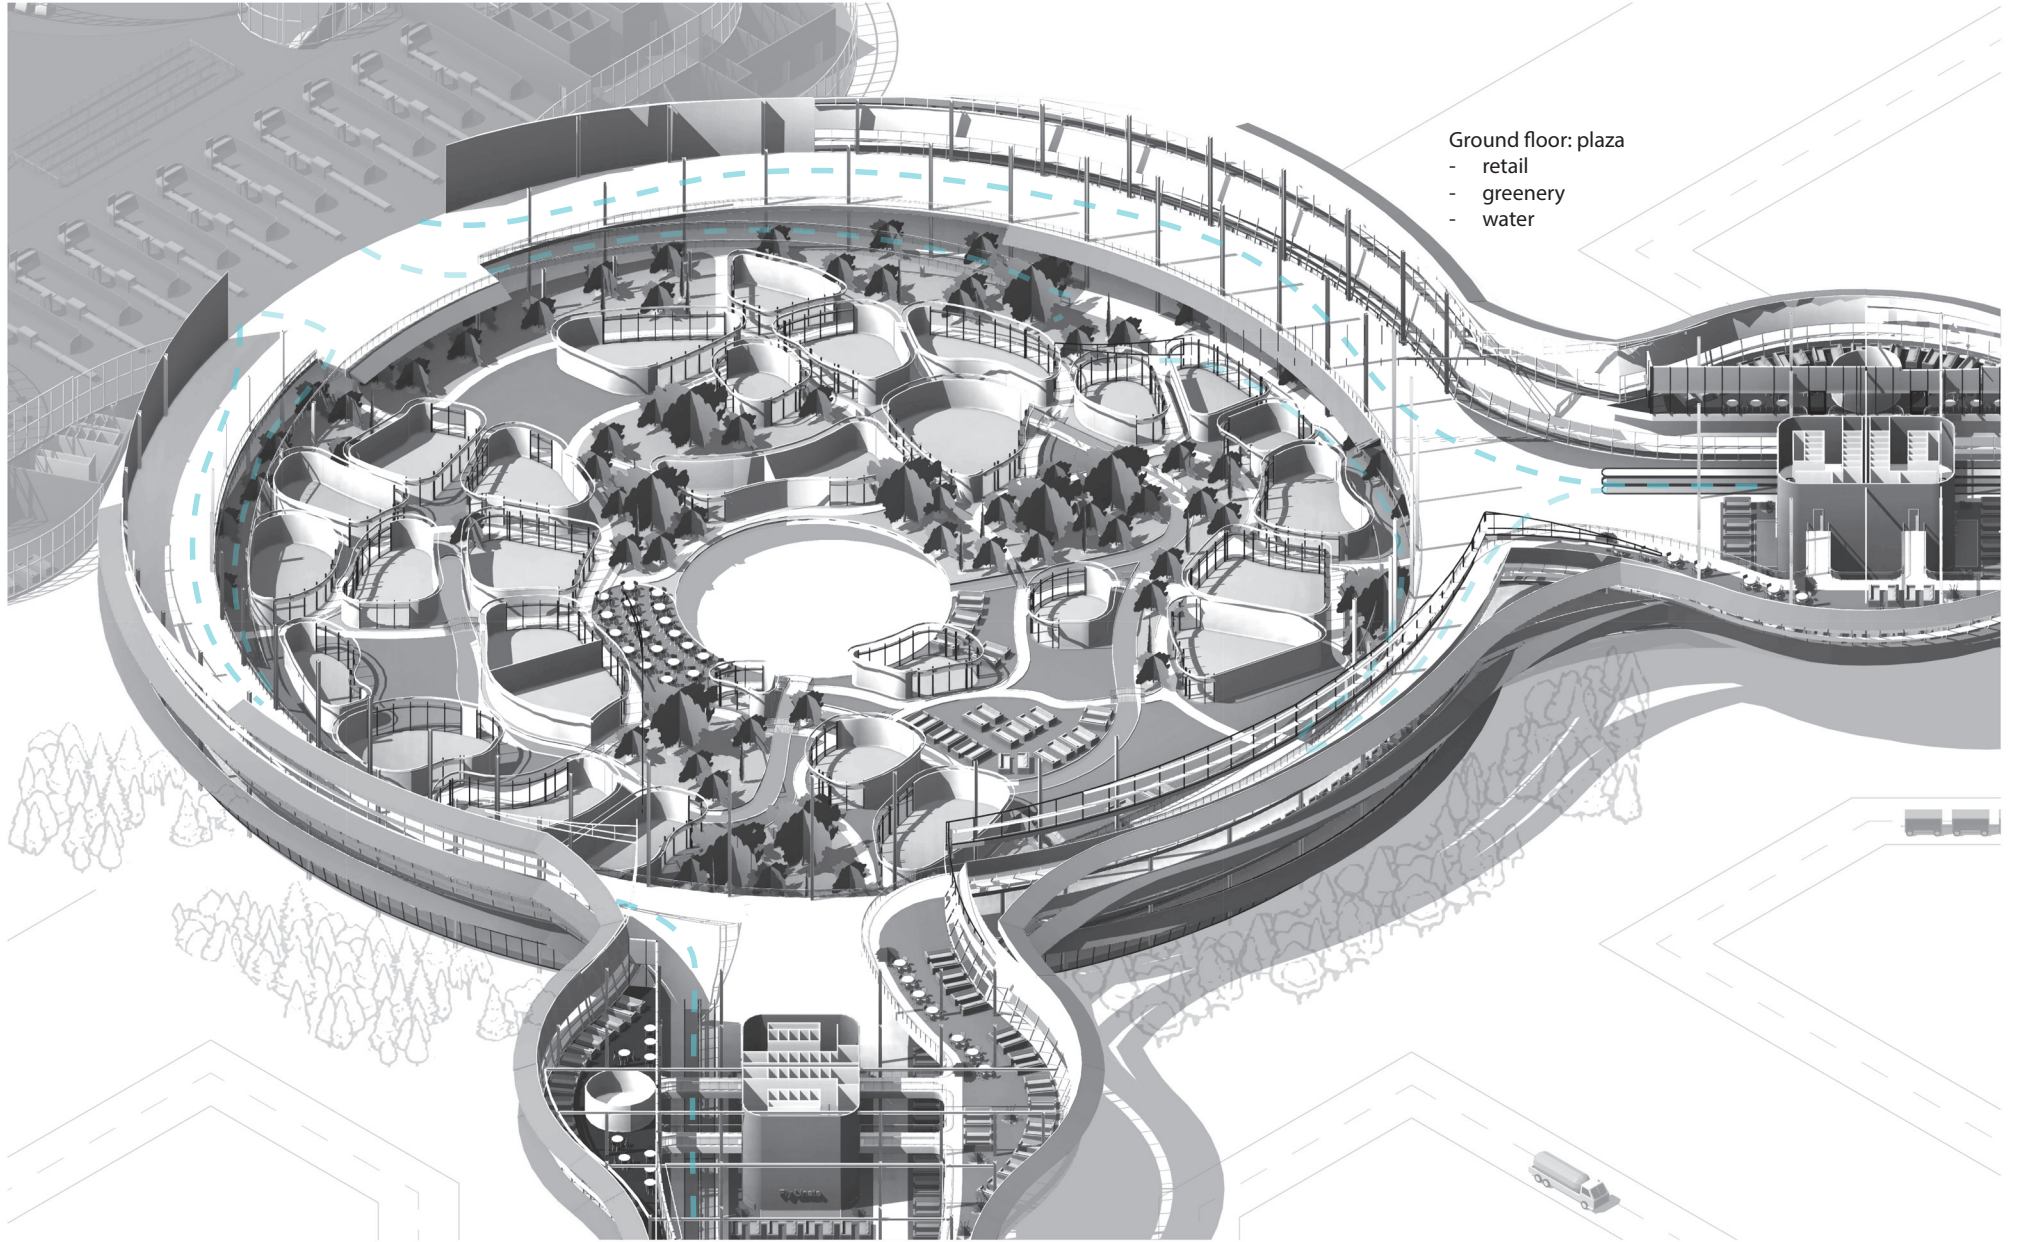 Ground floor: plaza
- retail
- greenery
- water